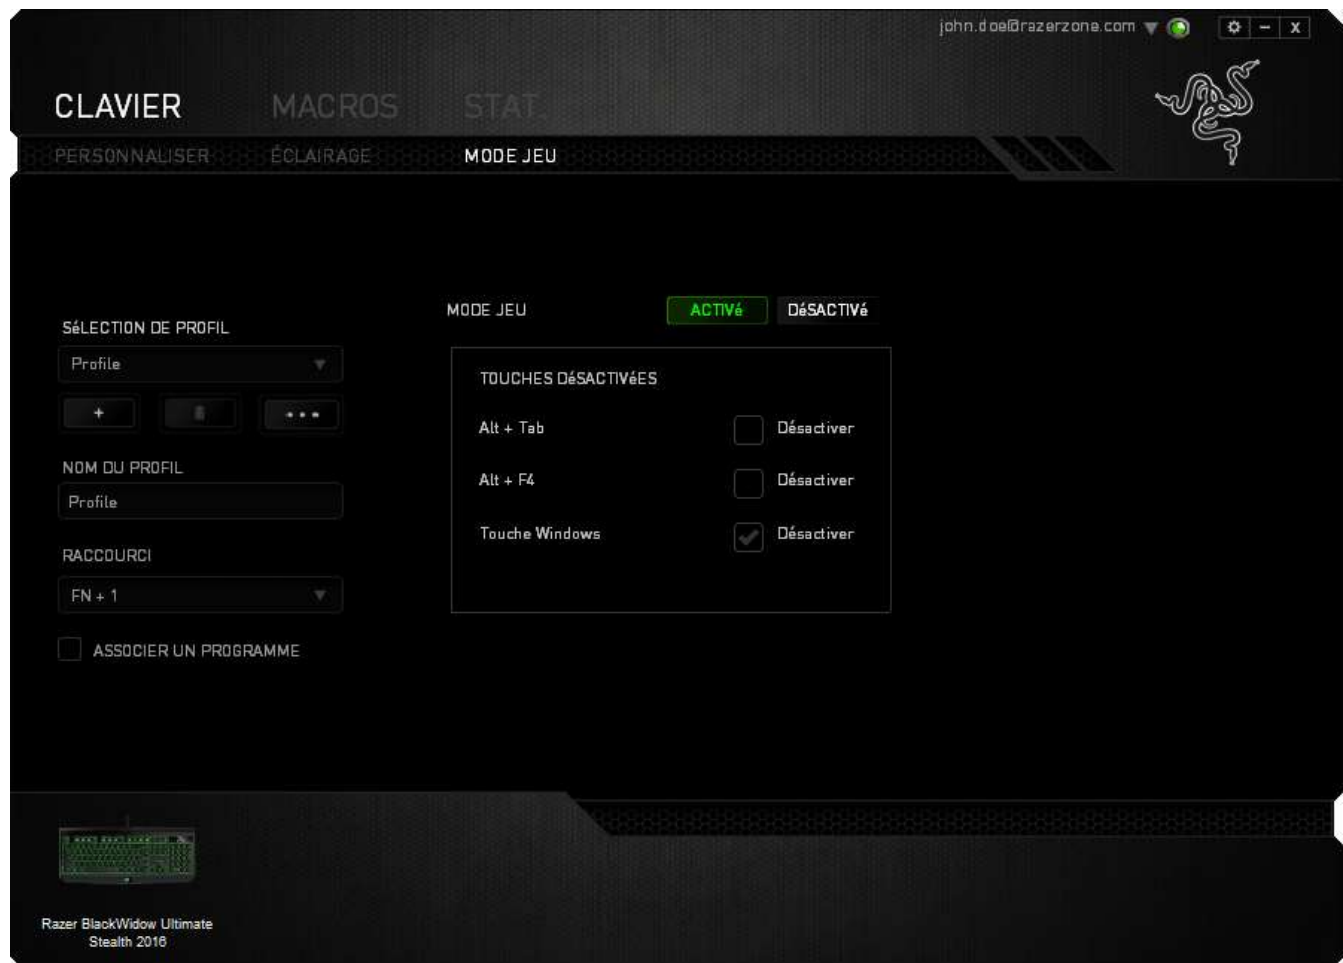 john.doe@razerzone.com
CLAVIER MACROS STAT
PERSONNALISER ÉCLAIRAGE MODE JEU
SéLECTION DE PROFIL
Profile
NOM DU PROFIL
Profile
RACCOURCI
FN + 1
ASSOCIER UN PROGRAMME
MODE JEU ACTIVé DéSACTIVé
TOUCHES DéSACTIVéES
Alt + Tab Désactiver
Alt + F4 Désactiver
Touche Windows Désactiver
Razer BlackWidow Ultimate
Stealth 2016